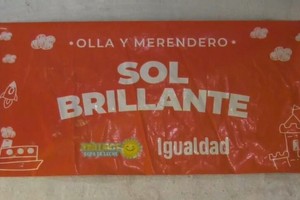 · OLLA Y MERENDERO ·
SOL
BRILLANTE
Igualdad